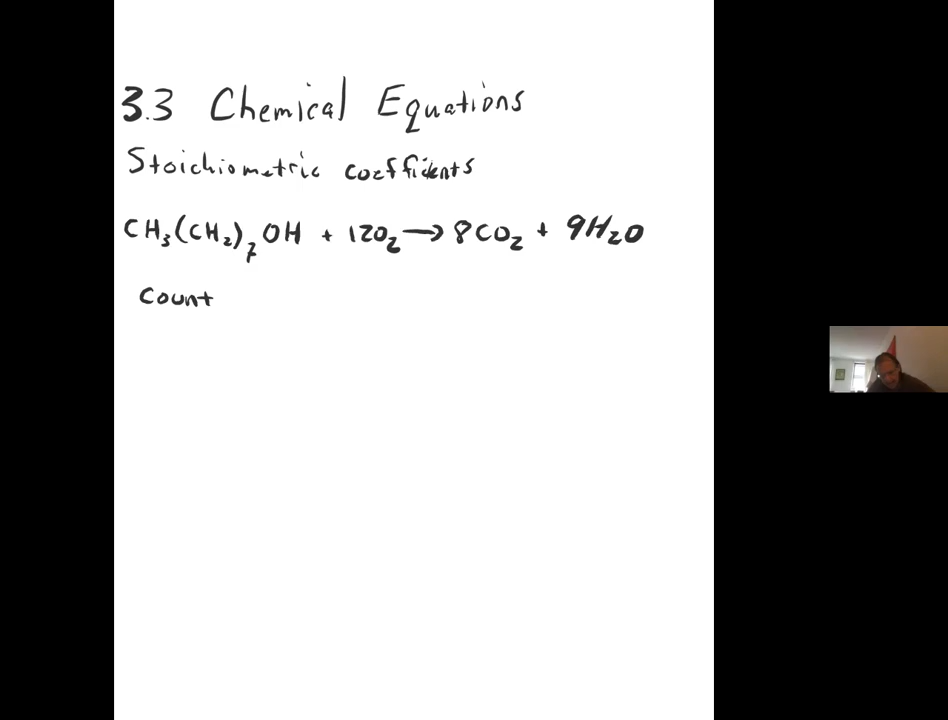 3.3 Chemical Equations
Stoichiometric coefficients
CH₃(CH₂)₇OH + 12O₂ → 8CO₂ + 9H₂O
Count